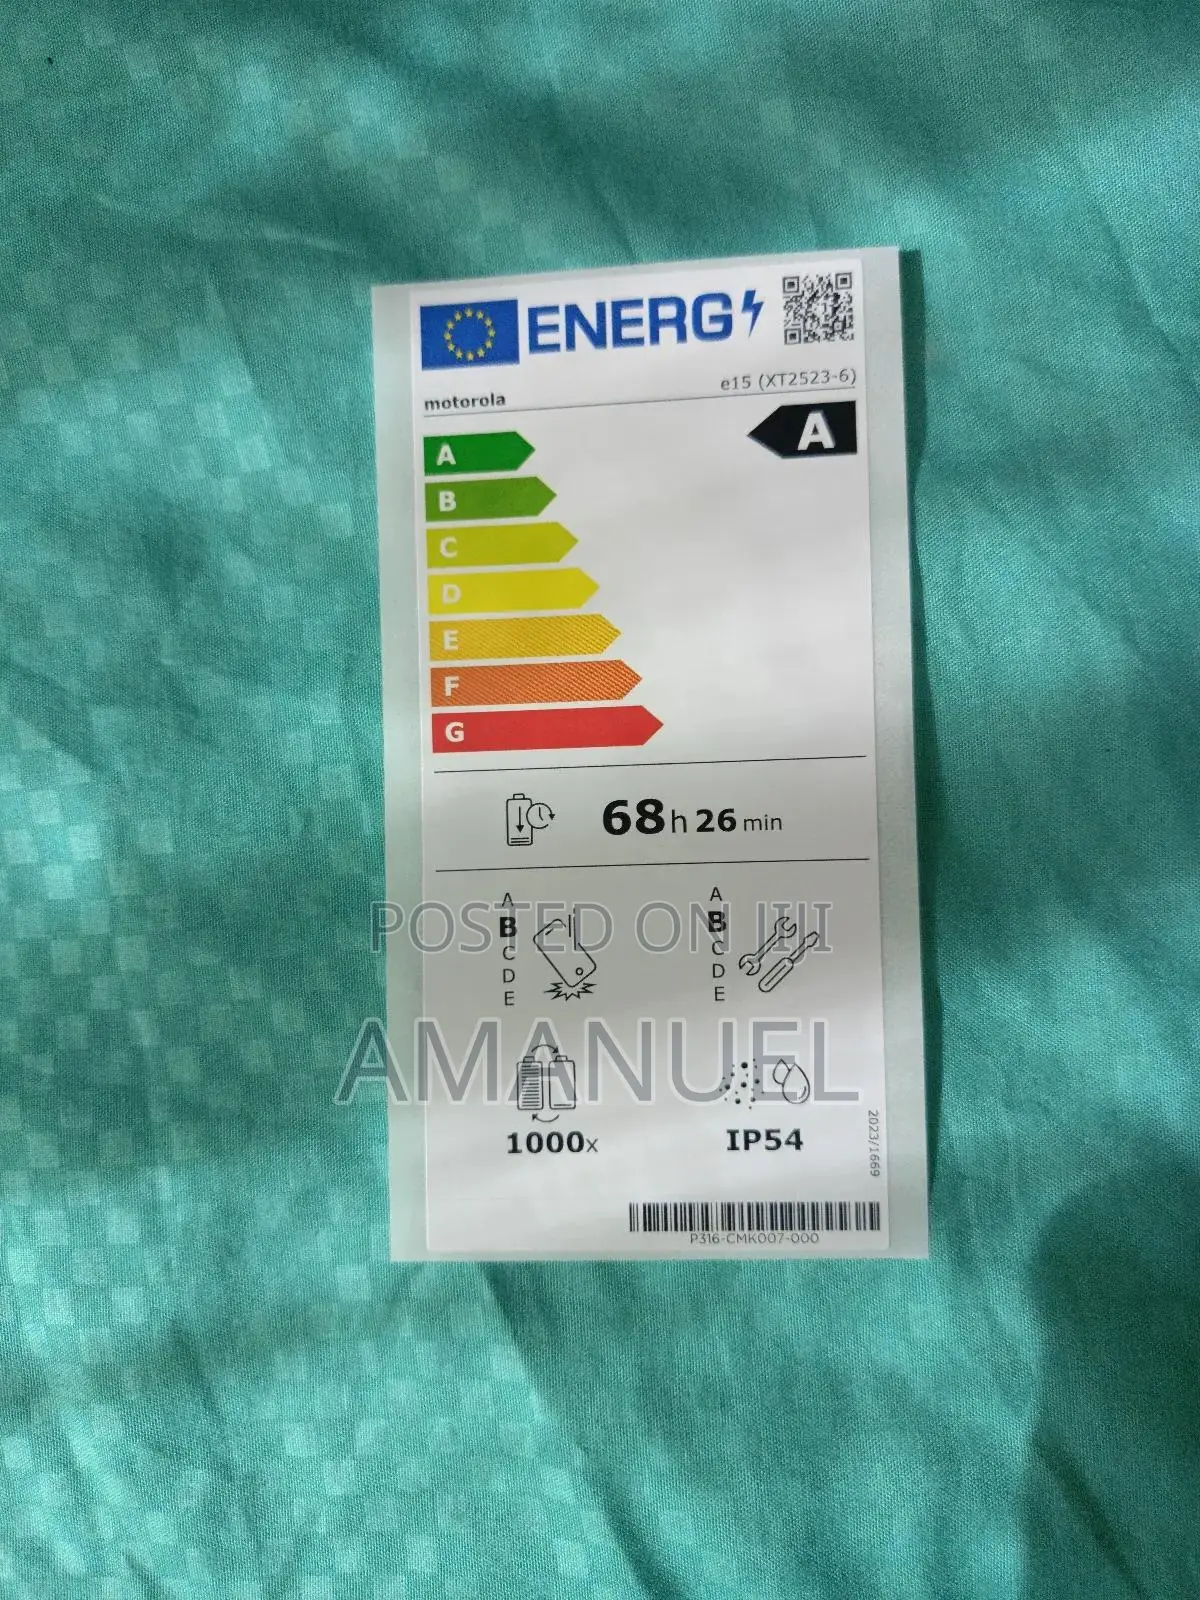 ENERG
motorola
e15 (XT2523-6)
A
A
B
C
D
E
F
G
68 h 26 min
A
B
C
D
E
A
B
C
D
E
POSTED ON JIJI
AMANUEL
1000x
IP54
2023/1669
P316-CMK007-000